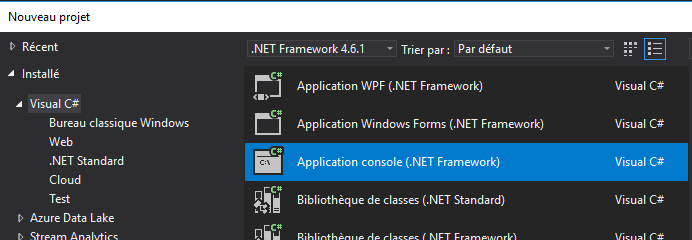 Nouveau projet
Récent
.NET Framework 4.6.1 Trier par : Par défaut
Installé
Visual C#
Bureau classique Windows
Web
.NET Standard
Cloud
Test
Azure Data Lake
Stream Analytics
C# Application WPF (.NET Framework) Visual C#
C# Application Windows Forms (.NET Framework) Visual C#
C# C:\ Application console (.NET Framework) Visual C#
C# Bibliothèque de classes (.NET Standard) Visual C#
C# Bibliothèque de classes (.NET Framework) Visual C#